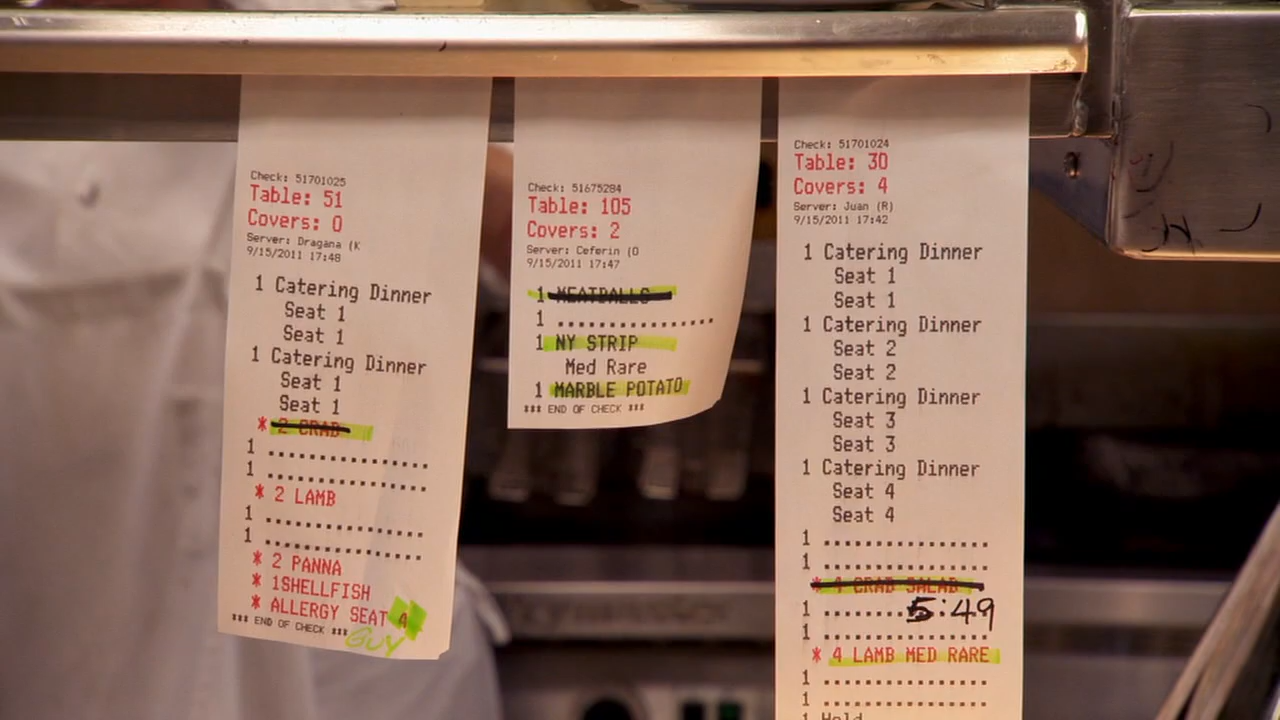 Check: 51701025
Table: 51
Covers: 0
Server: Dragana (K
9/15/2011 17:48
1 Catering Dinner
Seat 1
Seat 1
1 Catering Dinner
Seat 1
Seat 1
* 2 CRAB
1 ................
1 ................
* 2 LAMB
1 ................
1 ................
* 2 PANNA
* 1SHELLFISH
* ALLERGY SEAT 4
*** END OF CHECK ***
GUY
Check: 51675284
Table: 105
Covers: 2
Server: Ceferin (O
9/15/2011 17:47
1 MEATBALLS
1 ................
1 NY STRIP
Med Rare
1 MARBLE POTATO
*** END OF CHECK ***
Check: 51701024
Table: 30
Covers: 4
Server: Juan (R)
9/15/2011 17:42
1 Catering Dinner
Seat 1
Seat 1
1 Catering Dinner
Seat 2
Seat 2
1 Catering Dinner
Seat 3
Seat 3
1 Catering Dinner
Seat 4
Seat 4
1 ................
1 ................
* 4 CRAB SALAD
1 ................ 5:49
1 ................
* 4 LAMB MED RARE
1 ................
1 ................
1 Hold